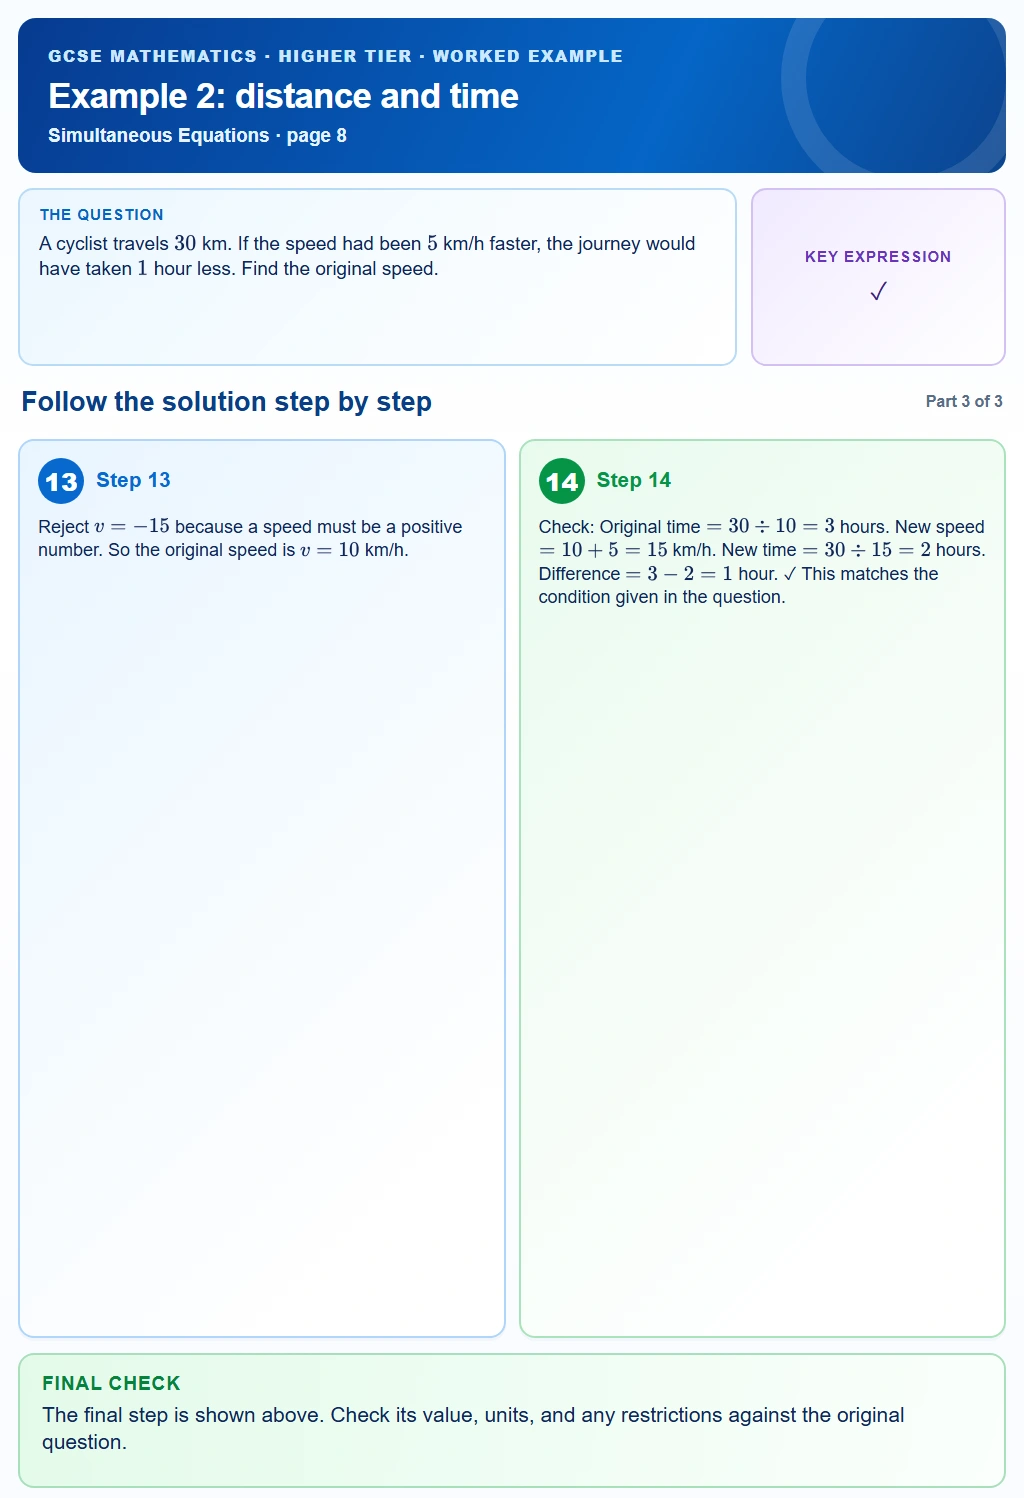 GCSE MATHEMATICS · HIGHER TIER · WORKED EXAMPLE
Example 2: distance and time
Simultaneous Equations · page 8
THE QUESTION
A cyclist travels 30 km. If the speed had been 5 km/h faster, the journey would
have taken 1 hour less. Find the original speed.
KEY EXPRESSION
✓
Follow the solution step by step
Part 3 of 3
13 Step 13
Reject v = −15 because a speed must be a positive
number. So the original speed is v = 10 km/h.
14 Step 14
Check: Original time = 30 ÷ 10 = 3 hours. New speed
= 10 + 5 = 15 km/h. New time = 30 ÷ 15 = 2 hours.
Difference = 3 − 2 = 1 hour. ✓ This matches the
condition given in the question.
FINAL CHECK
The final step is shown above. Check its value, units, and any restrictions against the original
question.